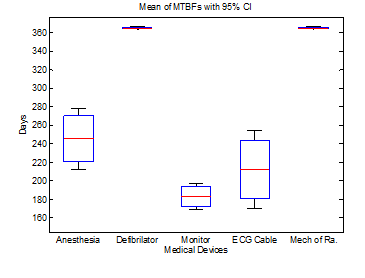 Mean of MTBFs with 95% CI
360
340
320
300
280
260
240
220
200
180
160
Days
Anesthesia Defibrilator Monitor ECG Cable Mech of Ra.
Medical Devices